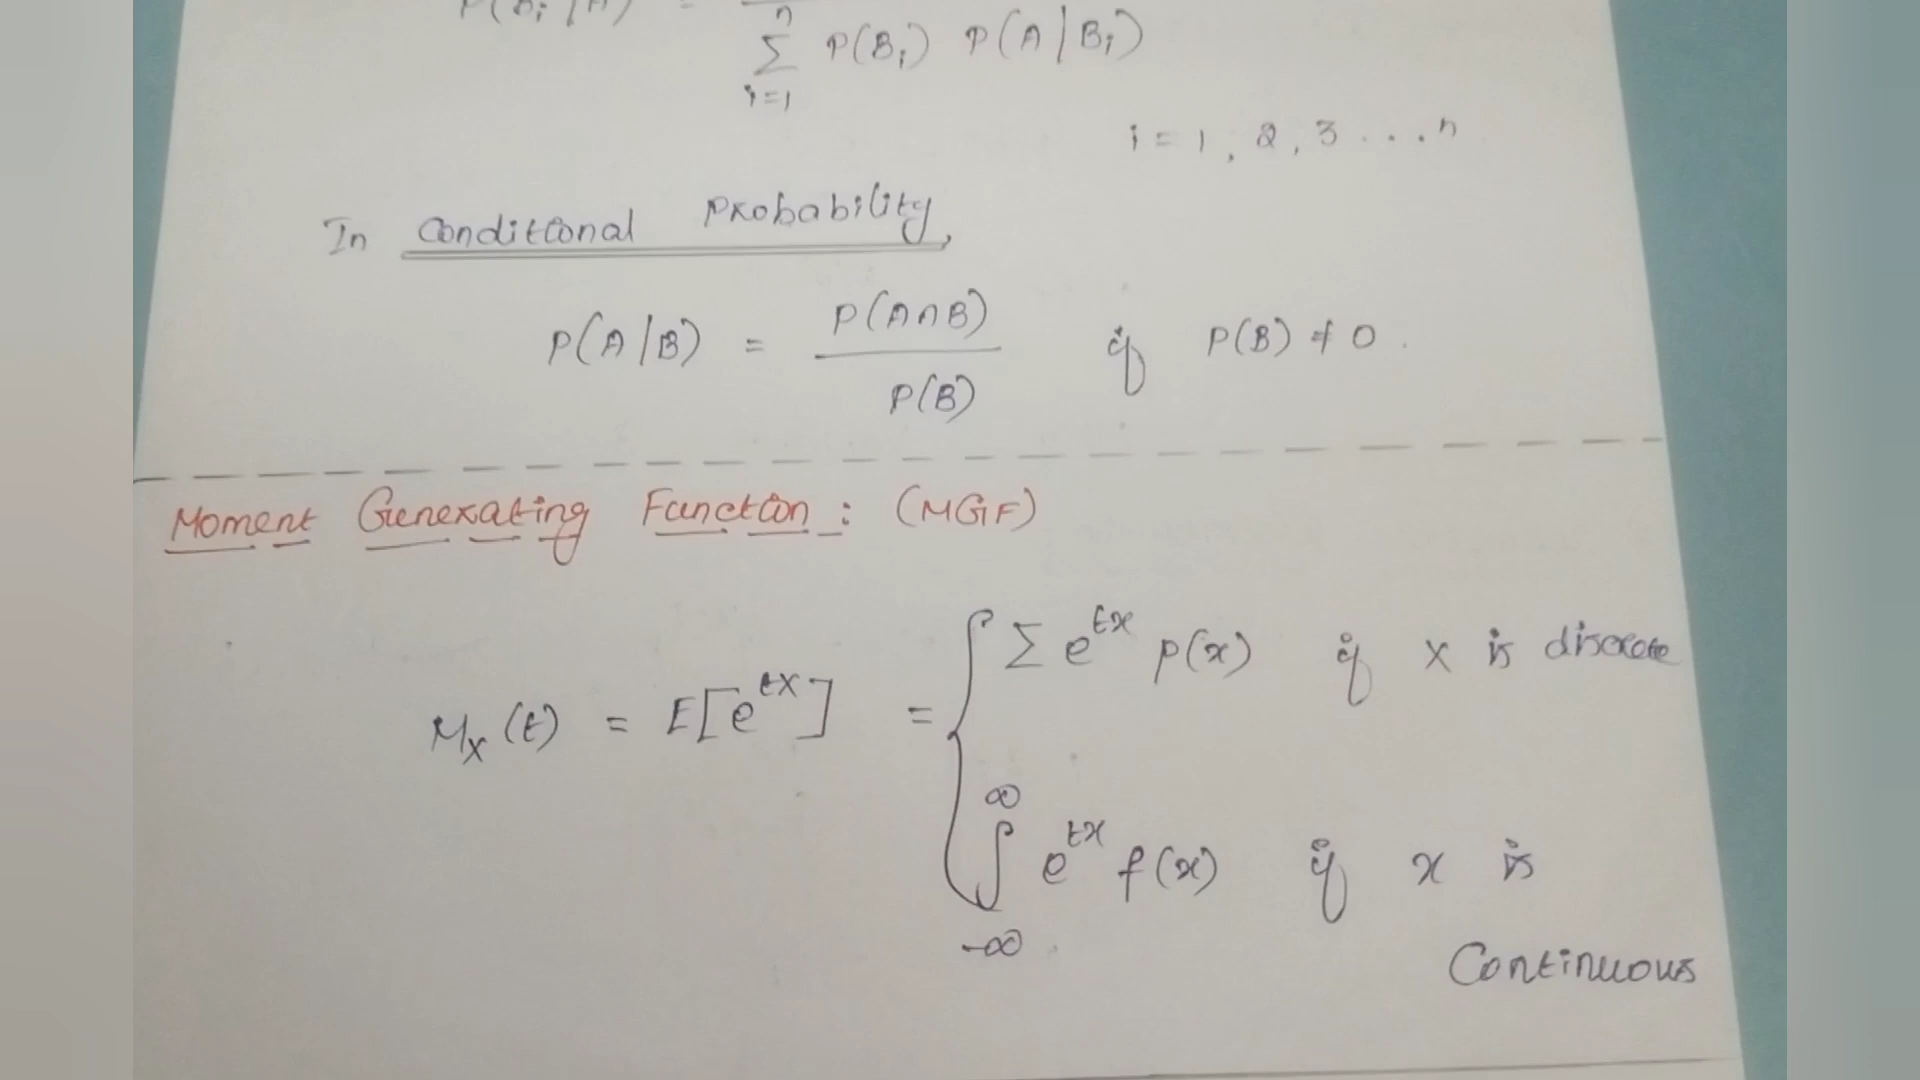 P(Bi/A) =
n
Σ P(Bi) P(A/Bi)
i=1
i = 1, 2, 3 ... n
In Conditional Probability,
P(A/B) = P(A∩B) / P(B) if P(B) ≠ 0.
Moment Generating Function : (MGF)
Mx(t) = E[e^tX] = { Σ e^tx p(x) if X is discrete
∞
∫ e^tx f(x) if x is
-∞
Continuous